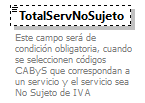 TotalServNoSujeto
Este campo será de
condición obligatoria, cuando
se seleccionen códigos
CAByS que correspondan a
un servicio y el servicio sea
No Sujeto de IVA